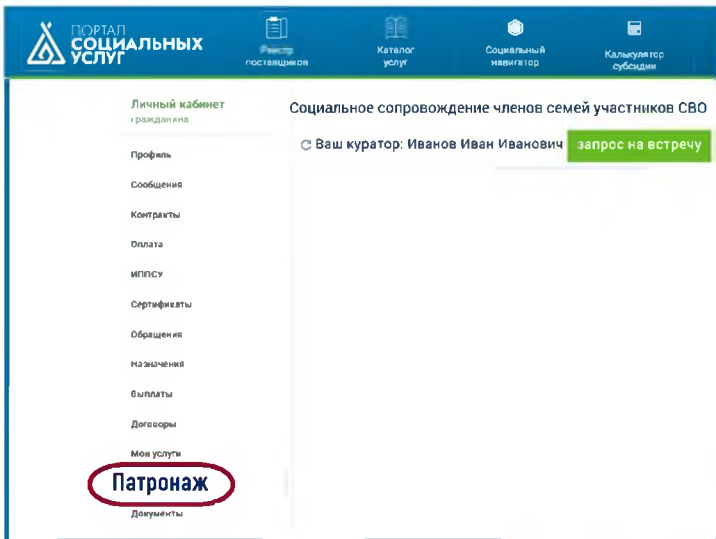 ПОРТАЛ
СОЦИАЛЬНЫХ
УСЛУГ
Реестр
поставщиков
Каталог
услуг
Социальный
навигатор
Калькулятор
субсидии
Личный кабинет
гражданина
Профиль
Сообщения
Контракты
Оплата
ИППСУ
Сертификаты
Обращения
Назначения
Выплаты
Договоры
Мои услуги
Патронаж
Документы
Социальное сопровождение членов семей участников СВО
Ваш куратор: Иванов Иван Иванович запрос на встречу